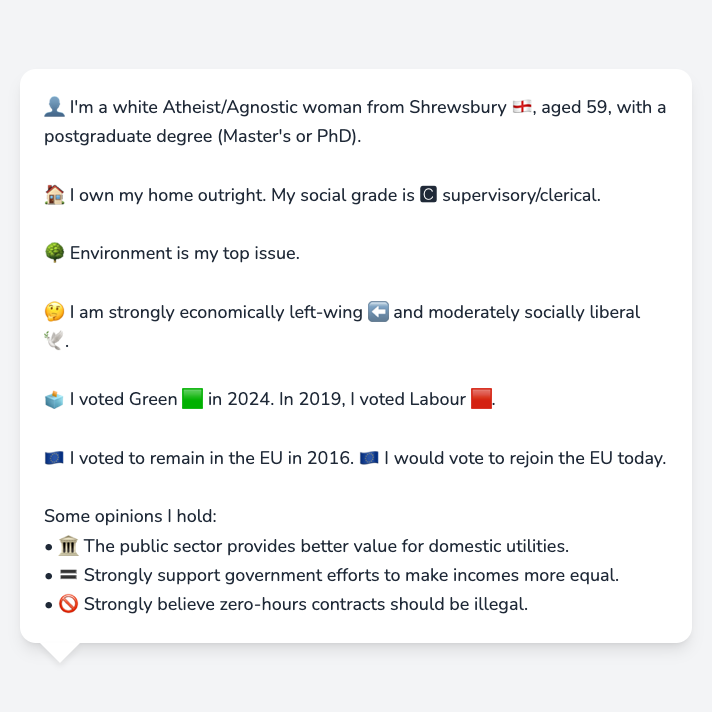 👤 I'm a white Atheist/Agnostic woman from Shrewsbury 🏴󠁧󠁢󠁥󠁮󠁧󠁿, aged 59, with a
postgraduate degree (Master's or PhD).
🏠 I own my home outright. My social grade is 🅲 supervisory/clerical.
🌳 Environment is my top issue.
🤔 I am strongly economically left-wing ⬅️ and moderately socially liberal
🕊️.
🗳️ I voted Green 🟩 in 2024. In 2019, I voted Labour 🟥.
🇪🇺 I voted to remain in the EU in 2016. 🇪🇺 I would vote to rejoin the EU today.
Some opinions I hold:
• 🏛️ The public sector provides better value for domestic utilities.
• 🟰 Strongly support government efforts to make incomes more equal.
• 🚫 Strongly believe zero-hours contracts should be illegal.